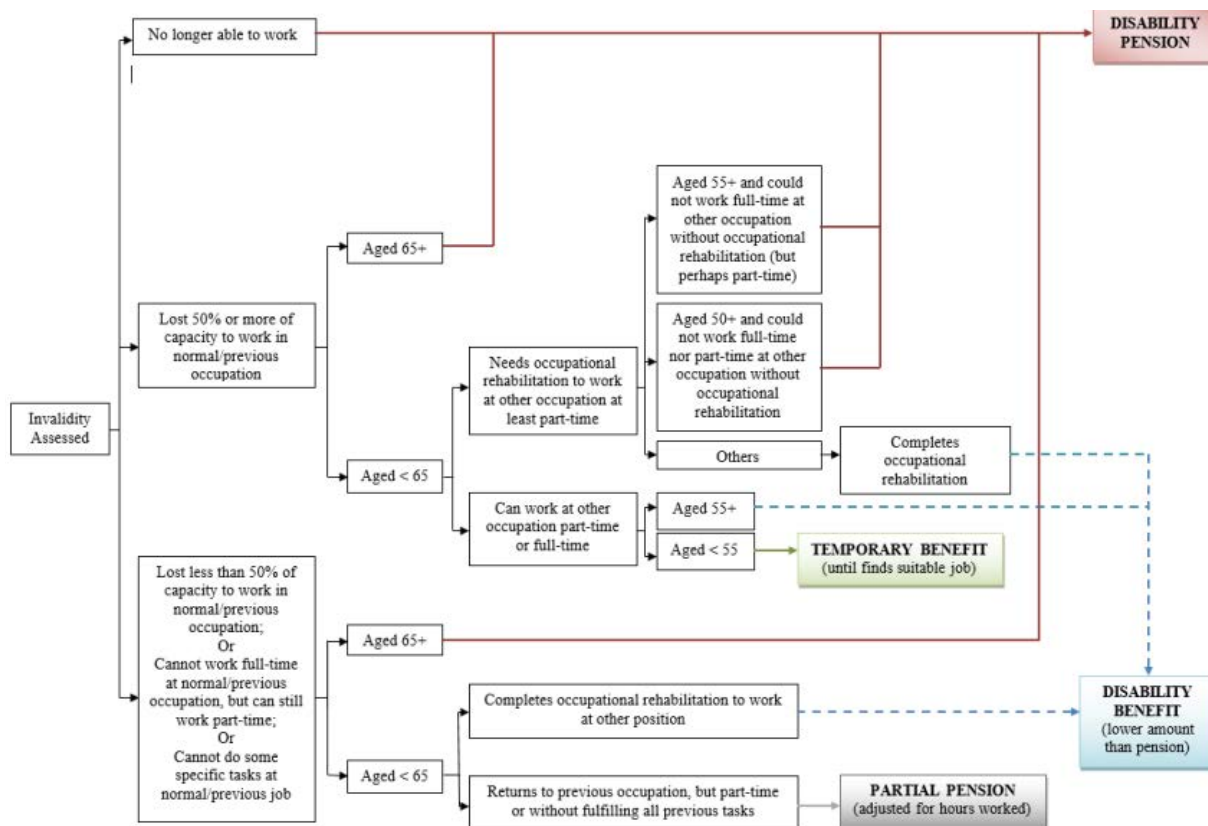 No longer able to work
DISABILITY
PENSION
Aged 55+ and could
not work full-time at
other occupation
without occupational
rehabilitation (but
perhaps part-time)
Aged 65+
Lost 50% or more of
capacity to work in
normal/previous
occupation
Needs occupational
rehabilitation to work
at other occupation at
least part-time
Aged 50+ and could
not work full-time
nor part-time at other
occupation without
occupational
rehabilitation
Invalidity
Assessed
Others
Completes
occupational
rehabilitation
Aged < 65
Can work at other
occupation part-time
or full-time
Aged 55+
Aged < 55
TEMPORARY BENEFIT
(until finds suitable job)
Lost less than 50% of
capacity to work in
normal/previous
occupation;
Or
Cannot work full-time
at normal/previous
occupation, but can still
work part-time;
Or
Cannot do some
specific tasks at
normal/previous job
Aged 65+
Completes occupational rehabilitation to work
at other position
DISABILITY
BENEFIT
(lower amount
than pension)
Aged < 65
Returns to previous occupation, but part-time
or without fulfilling all previous tasks
PARTIAL PENSION
(adjusted for hours worked)